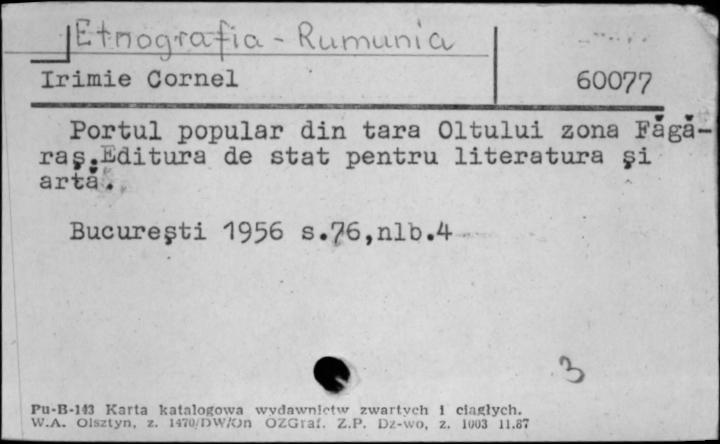 Etnografia - Rumunia
Irimie Cornel 60077
Portul popular din tara Oltului zona Făgă-
raş.Editura de stat pentru literatura şi
artă.
Bucureşti 1956 s.76,nlb.4
3
Pu-B-143 Karta katalogowa wydawnictw zwartych i ciągłych.
W.A. Olsztyn, z. 1470/DW/On OZGraf. Z.P. Dz-wo, z. 1003 11.87